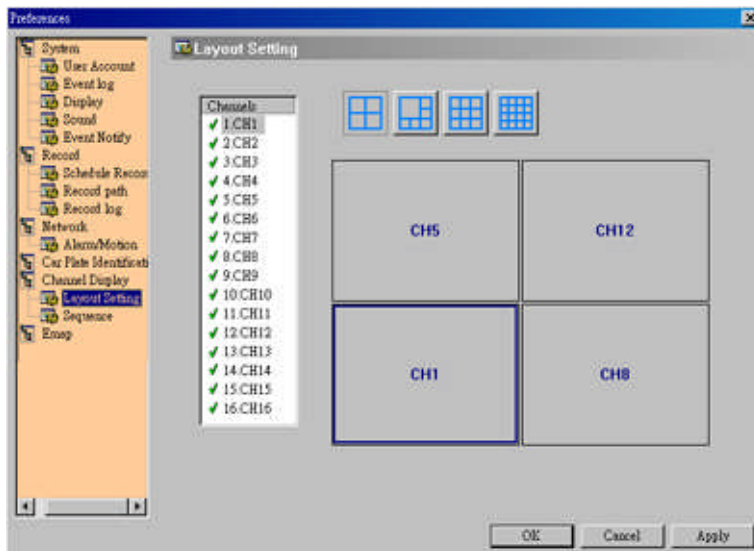 Preferences
System
User Account
Event log
Display
Sound
Event Notify
Record
Schedule Recor
Record path
Record log
Network
Alarm/Motion
Car Plate Identificati
Channel Display
Layout Setting
Sequence
Emap
Layout Setting
Channels
1.CH1
2.CH2
3.CH3
4.CH4
5.CH5
6.CH6
7.CH7
8.CH8
9.CH9
10.CH10
11.CH11
12.CH12
13.CH13
14.CH14
15.CH15
16.CH16
CH5
CH12
CH1
CH8
OK
Cancel
Apply